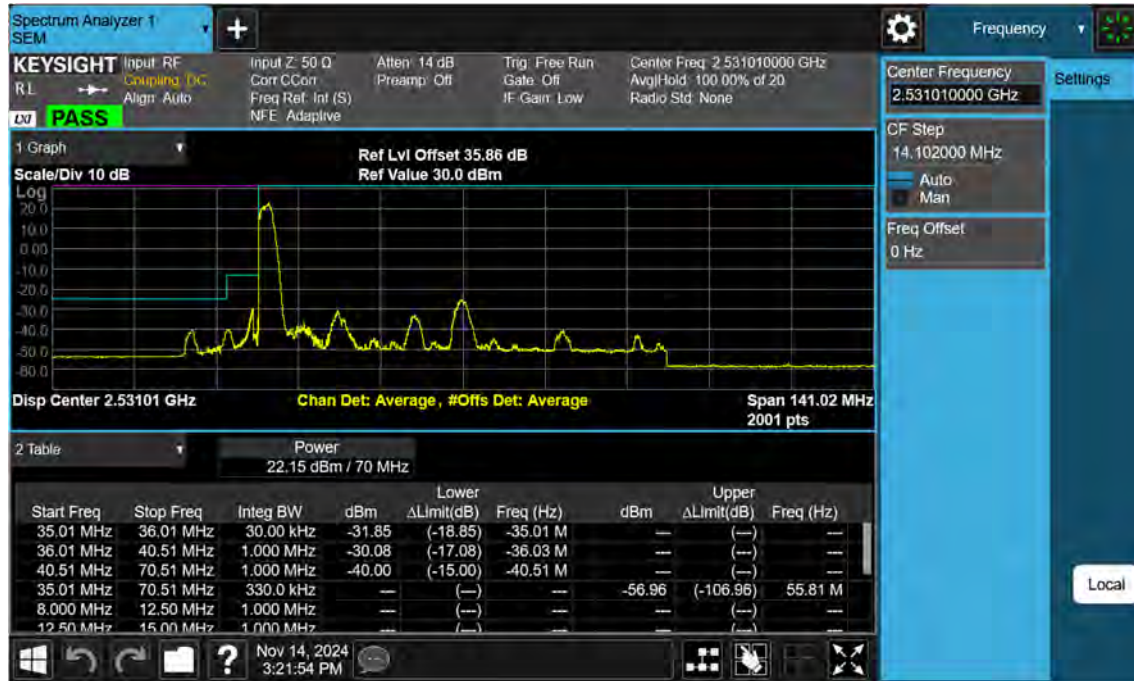 Spectrum Analyzer 1
SEM
+
Frequency
KEYSIGHT
RL
LXI
PASS
Input: RF
Coupling: DC
Align: Auto
Input Z: 50 Ω
Corr CCorr
Freq Ref: Int (S)
NFE: Adaptive
Atten: 14 dB
Preamp: Off
Trig: Free Run
Gate: Off
IF Gain: Low
Center Freq: 2.531010000 GHz
Avg|Hold: 100.00% of 20
Radio Std: None
Center Frequency
2.531010000 GHz
Settings
CF Step
14.102000 MHz
Auto
Man
Freq Offset
0 Hz
1 Graph
Scale/Div 10 dB
Ref Lvl Offset 35.86 dB
Ref Value 30.0 dBm
Log
20.0
10.0
0.00
-10.0
-20.0
-30.0
-40.0
-50.0
-60.0
Disp Center 2.53101 GHz
Chan Det: Average, #Offs Det: Average
Span 141.02 MHz
2001 pts
2 Table
Power
22.15 dBm / 70 MHz
Lower Upper
Start Freq Stop Freq Integ BW dBm ΔLimit(dB) Freq (Hz) dBm ΔLimit(dB) Freq (Hz)
35.01 MHz 36.01 MHz 30.00 kHz -31.85 (-18.85) -35.01 M --- (---) ---
36.01 MHz 40.51 MHz 1.000 MHz -30.08 (-17.08) -36.03 M --- (---) ---
40.51 MHz 70.51 MHz 1.000 MHz -40.00 (-15.00) -40.51 M --- (---) ---
35.01 MHz 70.51 MHz 330.0 kHz --- (---) --- -56.96 (-106.96) 55.81 M
8.000 MHz 12.50 MHz 1.000 MHz --- (---) --- --- (---) ---
12.50 MHz 15.00 MHz 1.000 MHz --- (---) --- --- (---) ---
Local
?
Nov 14, 2024
3:21:54 PM